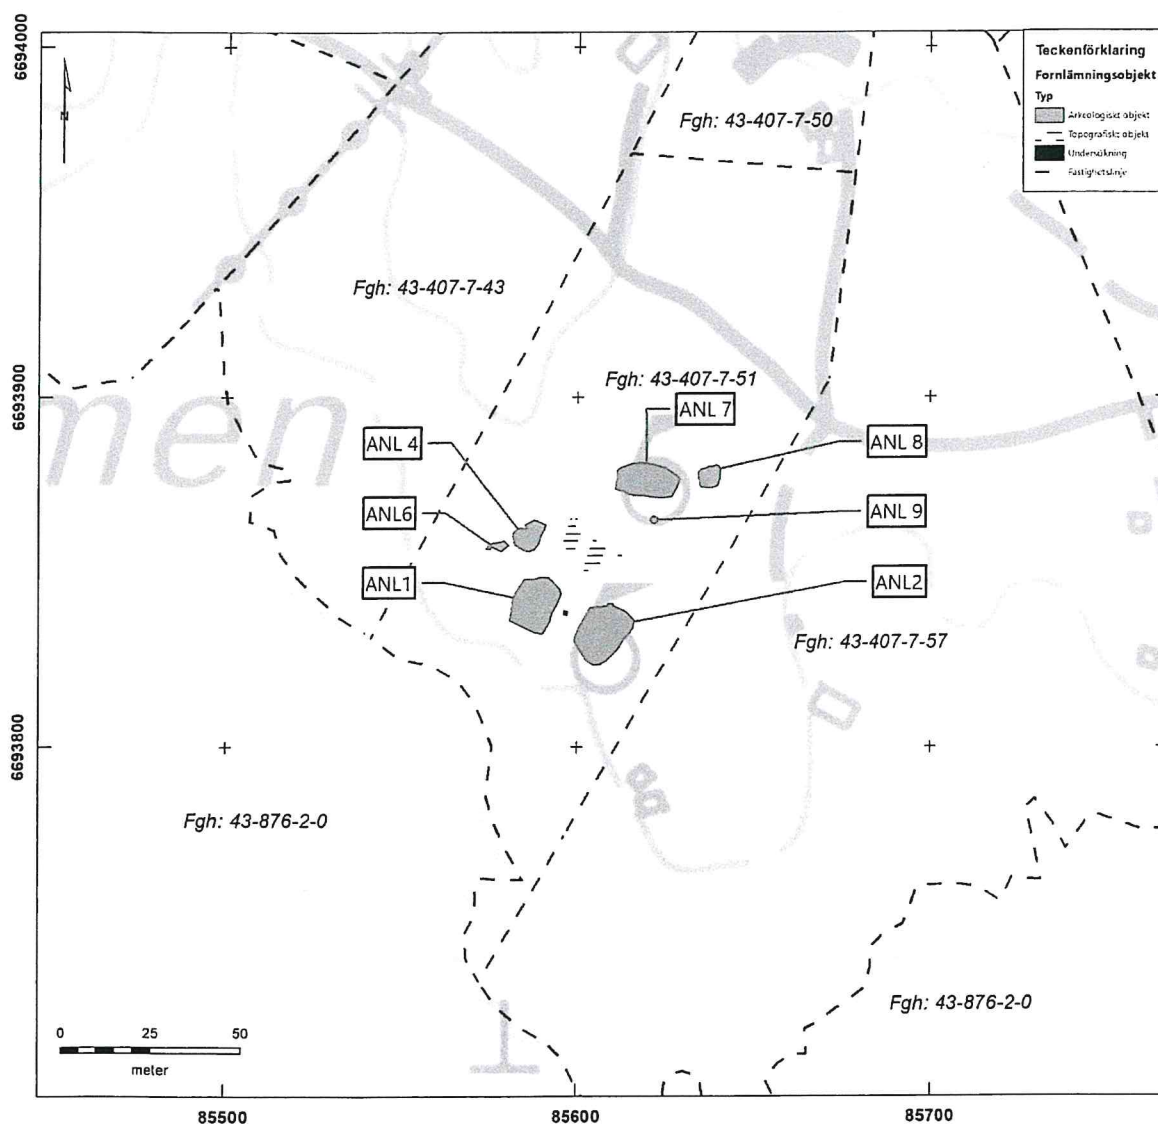 6694000
N
Teckenförklaring
Fornlämningsobjekt
Typ
Arkeologiskt objekt
Topografiskt objekt
Undersökning
Fastighetslinje
Fgh: 43-407-7-50
Fgh: 43-407-7-43
Fgh: 43-407-7-51
6693900
men
ANL 7
ANL 4
ANL 8
ANL6
ANL 9
ANL1
ANL2
Fgh: 43-407-7-57
6693800
Fgh: 43-876-2-0
Fgh: 43-876-2-0
0 25 50
meter
85500 85600 85700